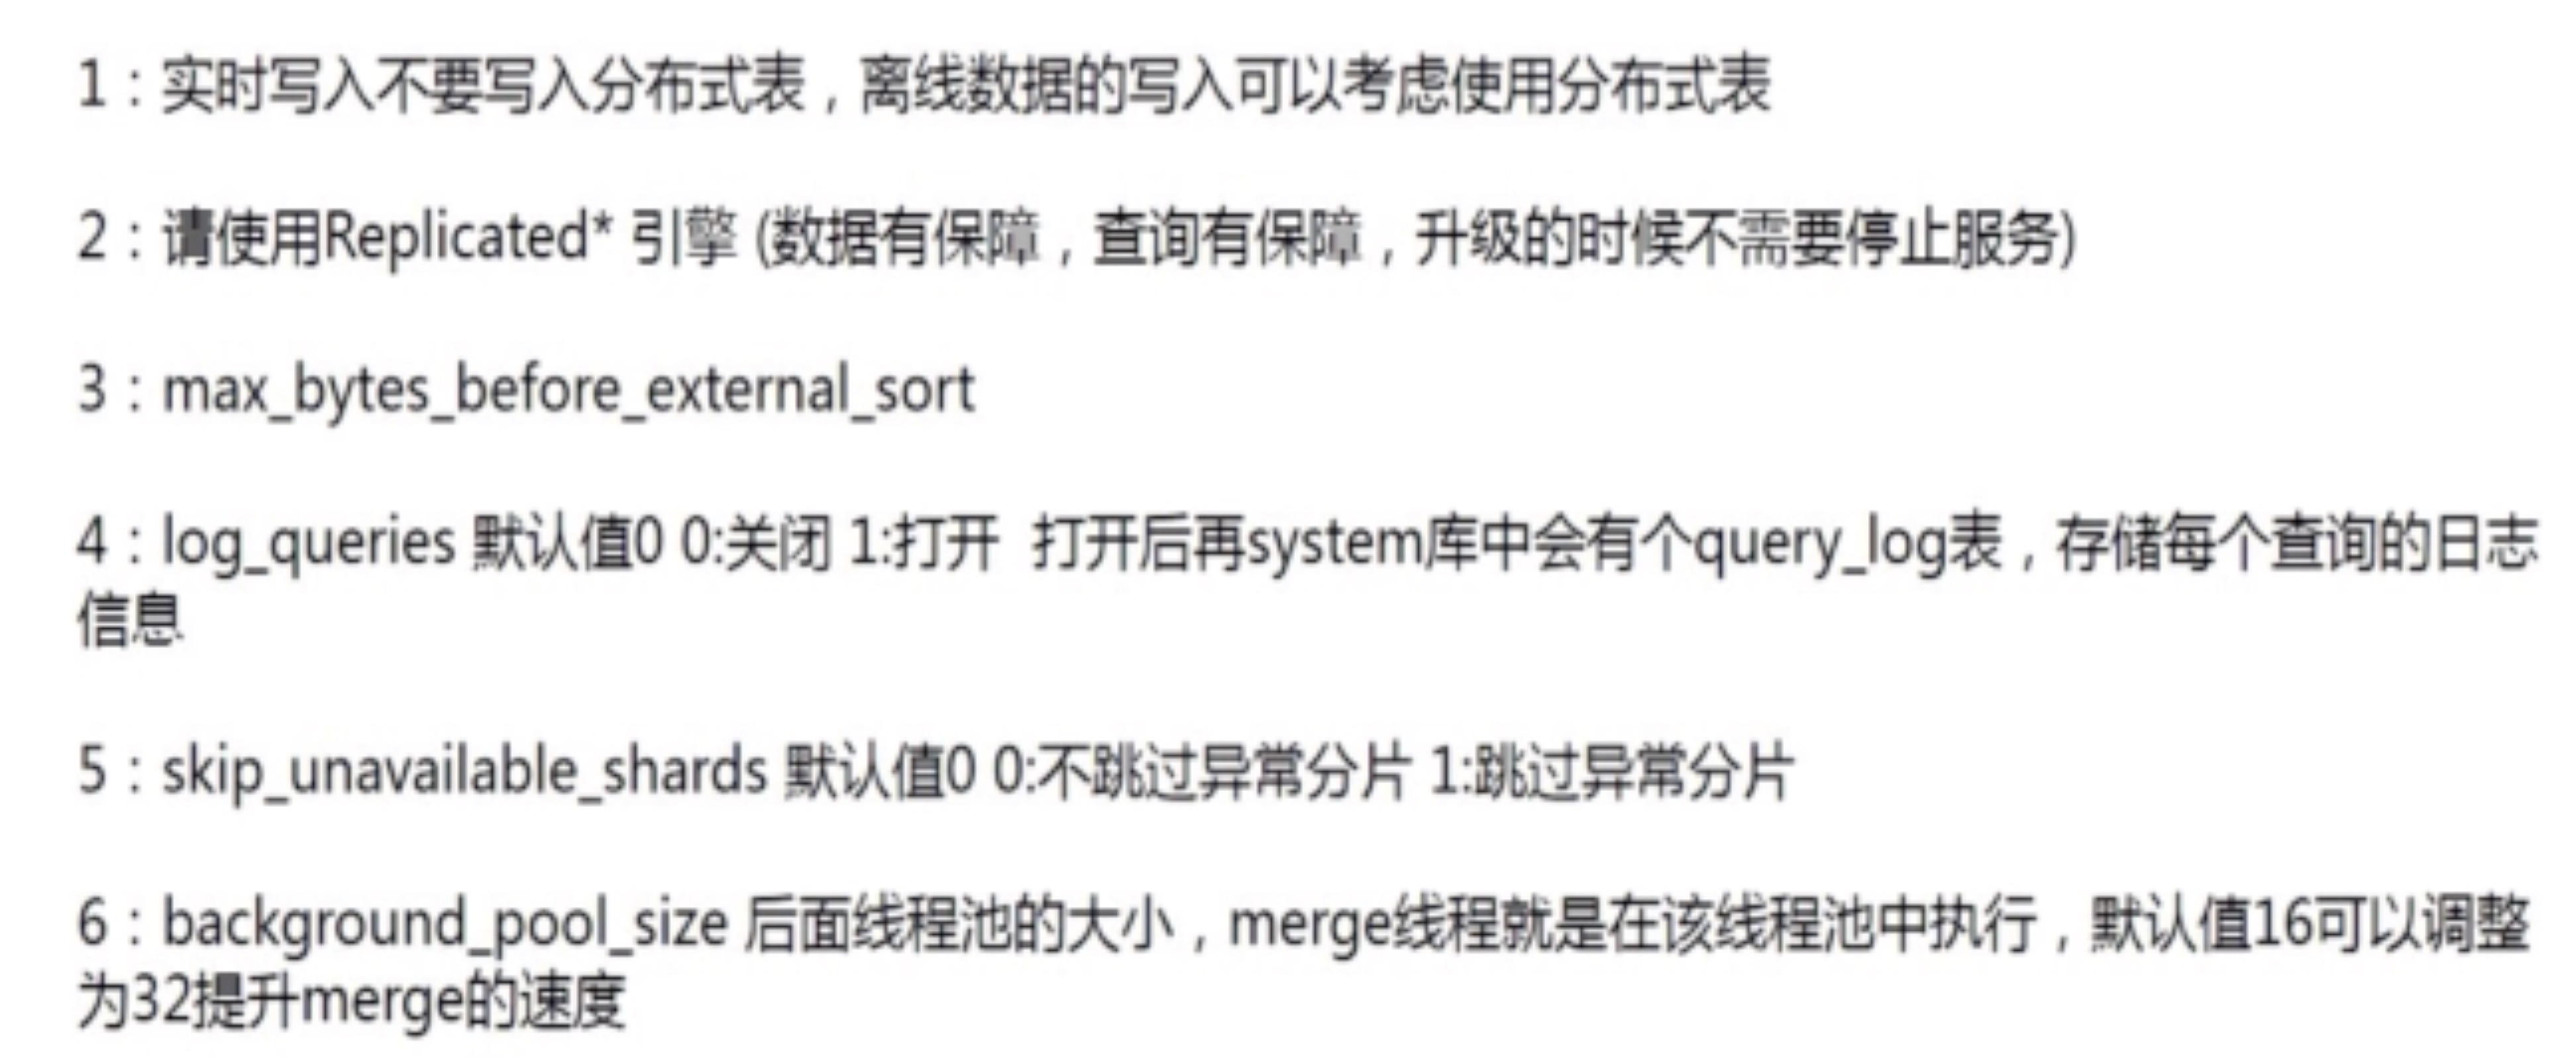 1：实时写入不要写入分布式表，离线数据的写入可以考虑使用分布式表
2：请使用Replicated* 引擎 (数据有保障，查询有保障，升级的时候不需要停止服务)
3：max_bytes_before_external_sort
4：log_queries 默认值0 0:关闭 1:打开  打开后再system库中会有个query_log表，存储每个查询的日志
信息
5：skip_unavailable_shards 默认值0 0:不跳过异常分片 1:跳过异常分片
6：background_pool_size 后面线程池的大小，merge线程就是在该线程池中执行，默认值16可以调整
为32提升merge的速度